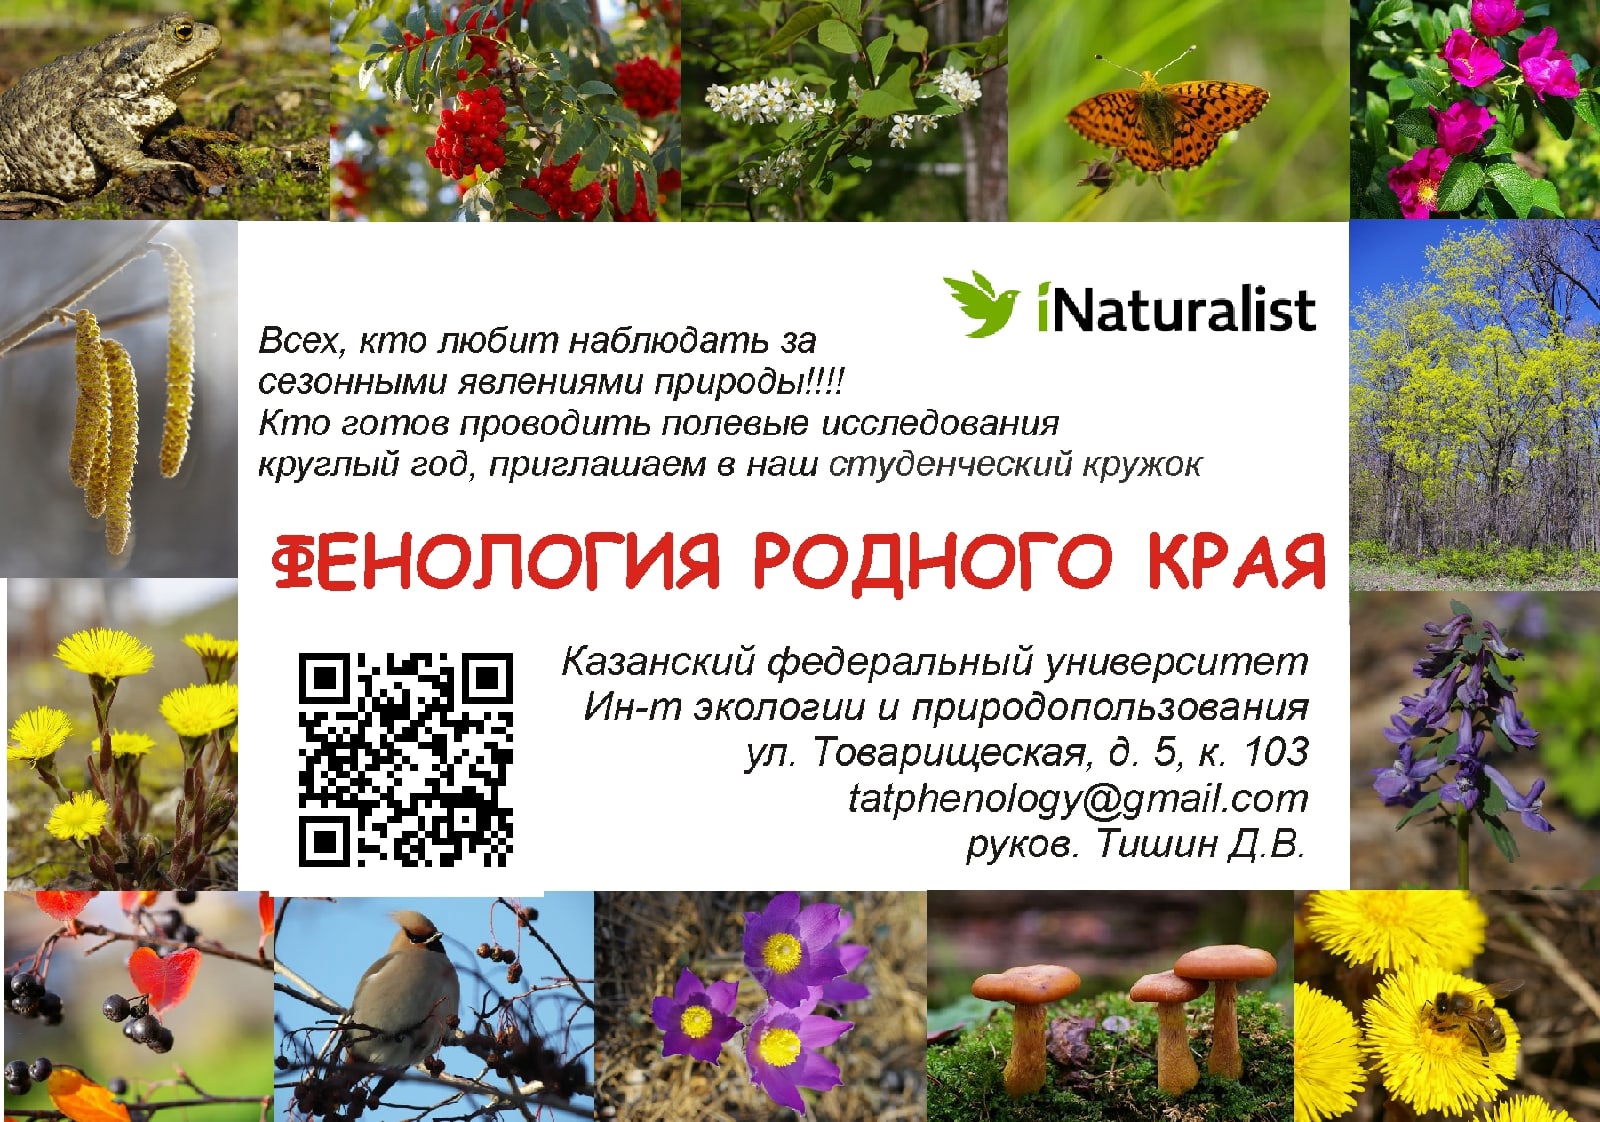 iNaturalist
Всех, кто любит наблюдать за
сезонными явлениями природы!!!!
Кто готов проводить полевые исследования
круглый год, приглашаем в наш студенческий кружок
ФЕНОЛОГИЯ РОДНОГО КРАЯ
Казанский федеральный университет
Ин-т экологии и природопользования
ул. Товарищеская, д. 5, к. 103
tatphenology@gmail.com
руков. Тишин Д.В.